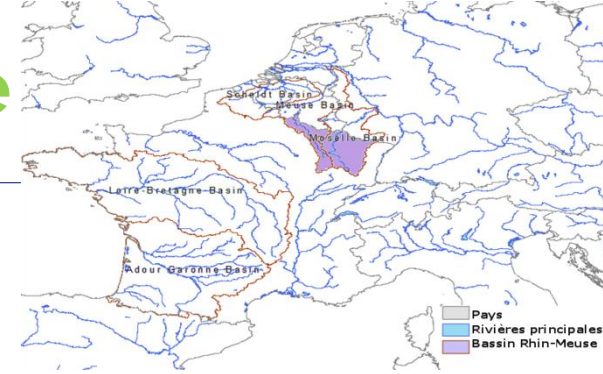 e
Scheldt Basin
Meuse Basin
Moselle Basin
Loire-Bretagne Basin
Adour Garonne Basin
Pays
Rivières principales
Bassin Rhin-Meuse